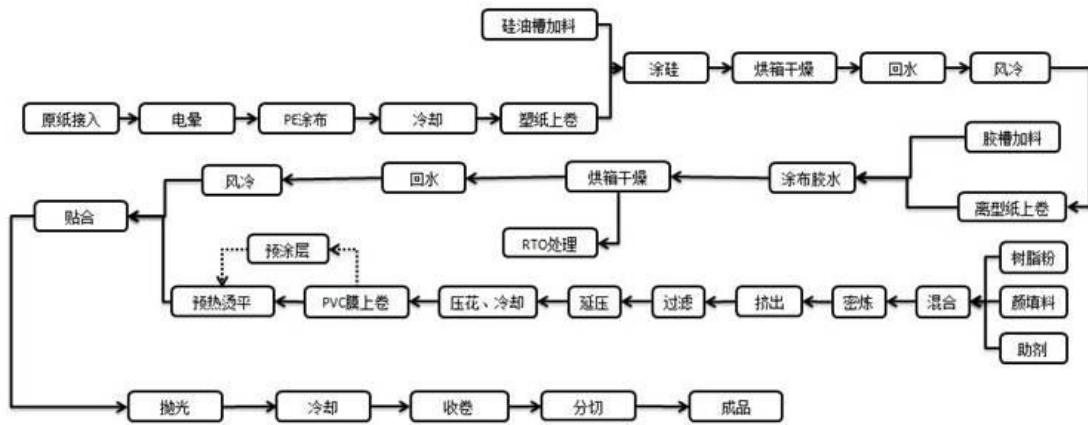 硅油槽加料
涂硅
烘箱干燥
回水
风冷
原纸接入
电晕
PE涂布
冷却
塑纸上卷
胶槽加料
风冷
回水
烘箱干燥
涂布胶水
离型纸上卷
贴合
RTO处理
预涂层
树脂粉
预热烫平
PVC膜上卷
压花、冷却
延压
过滤
挤出
密炼
混合
颜填料
助剂
抛光
冷却
收卷
分切
成品